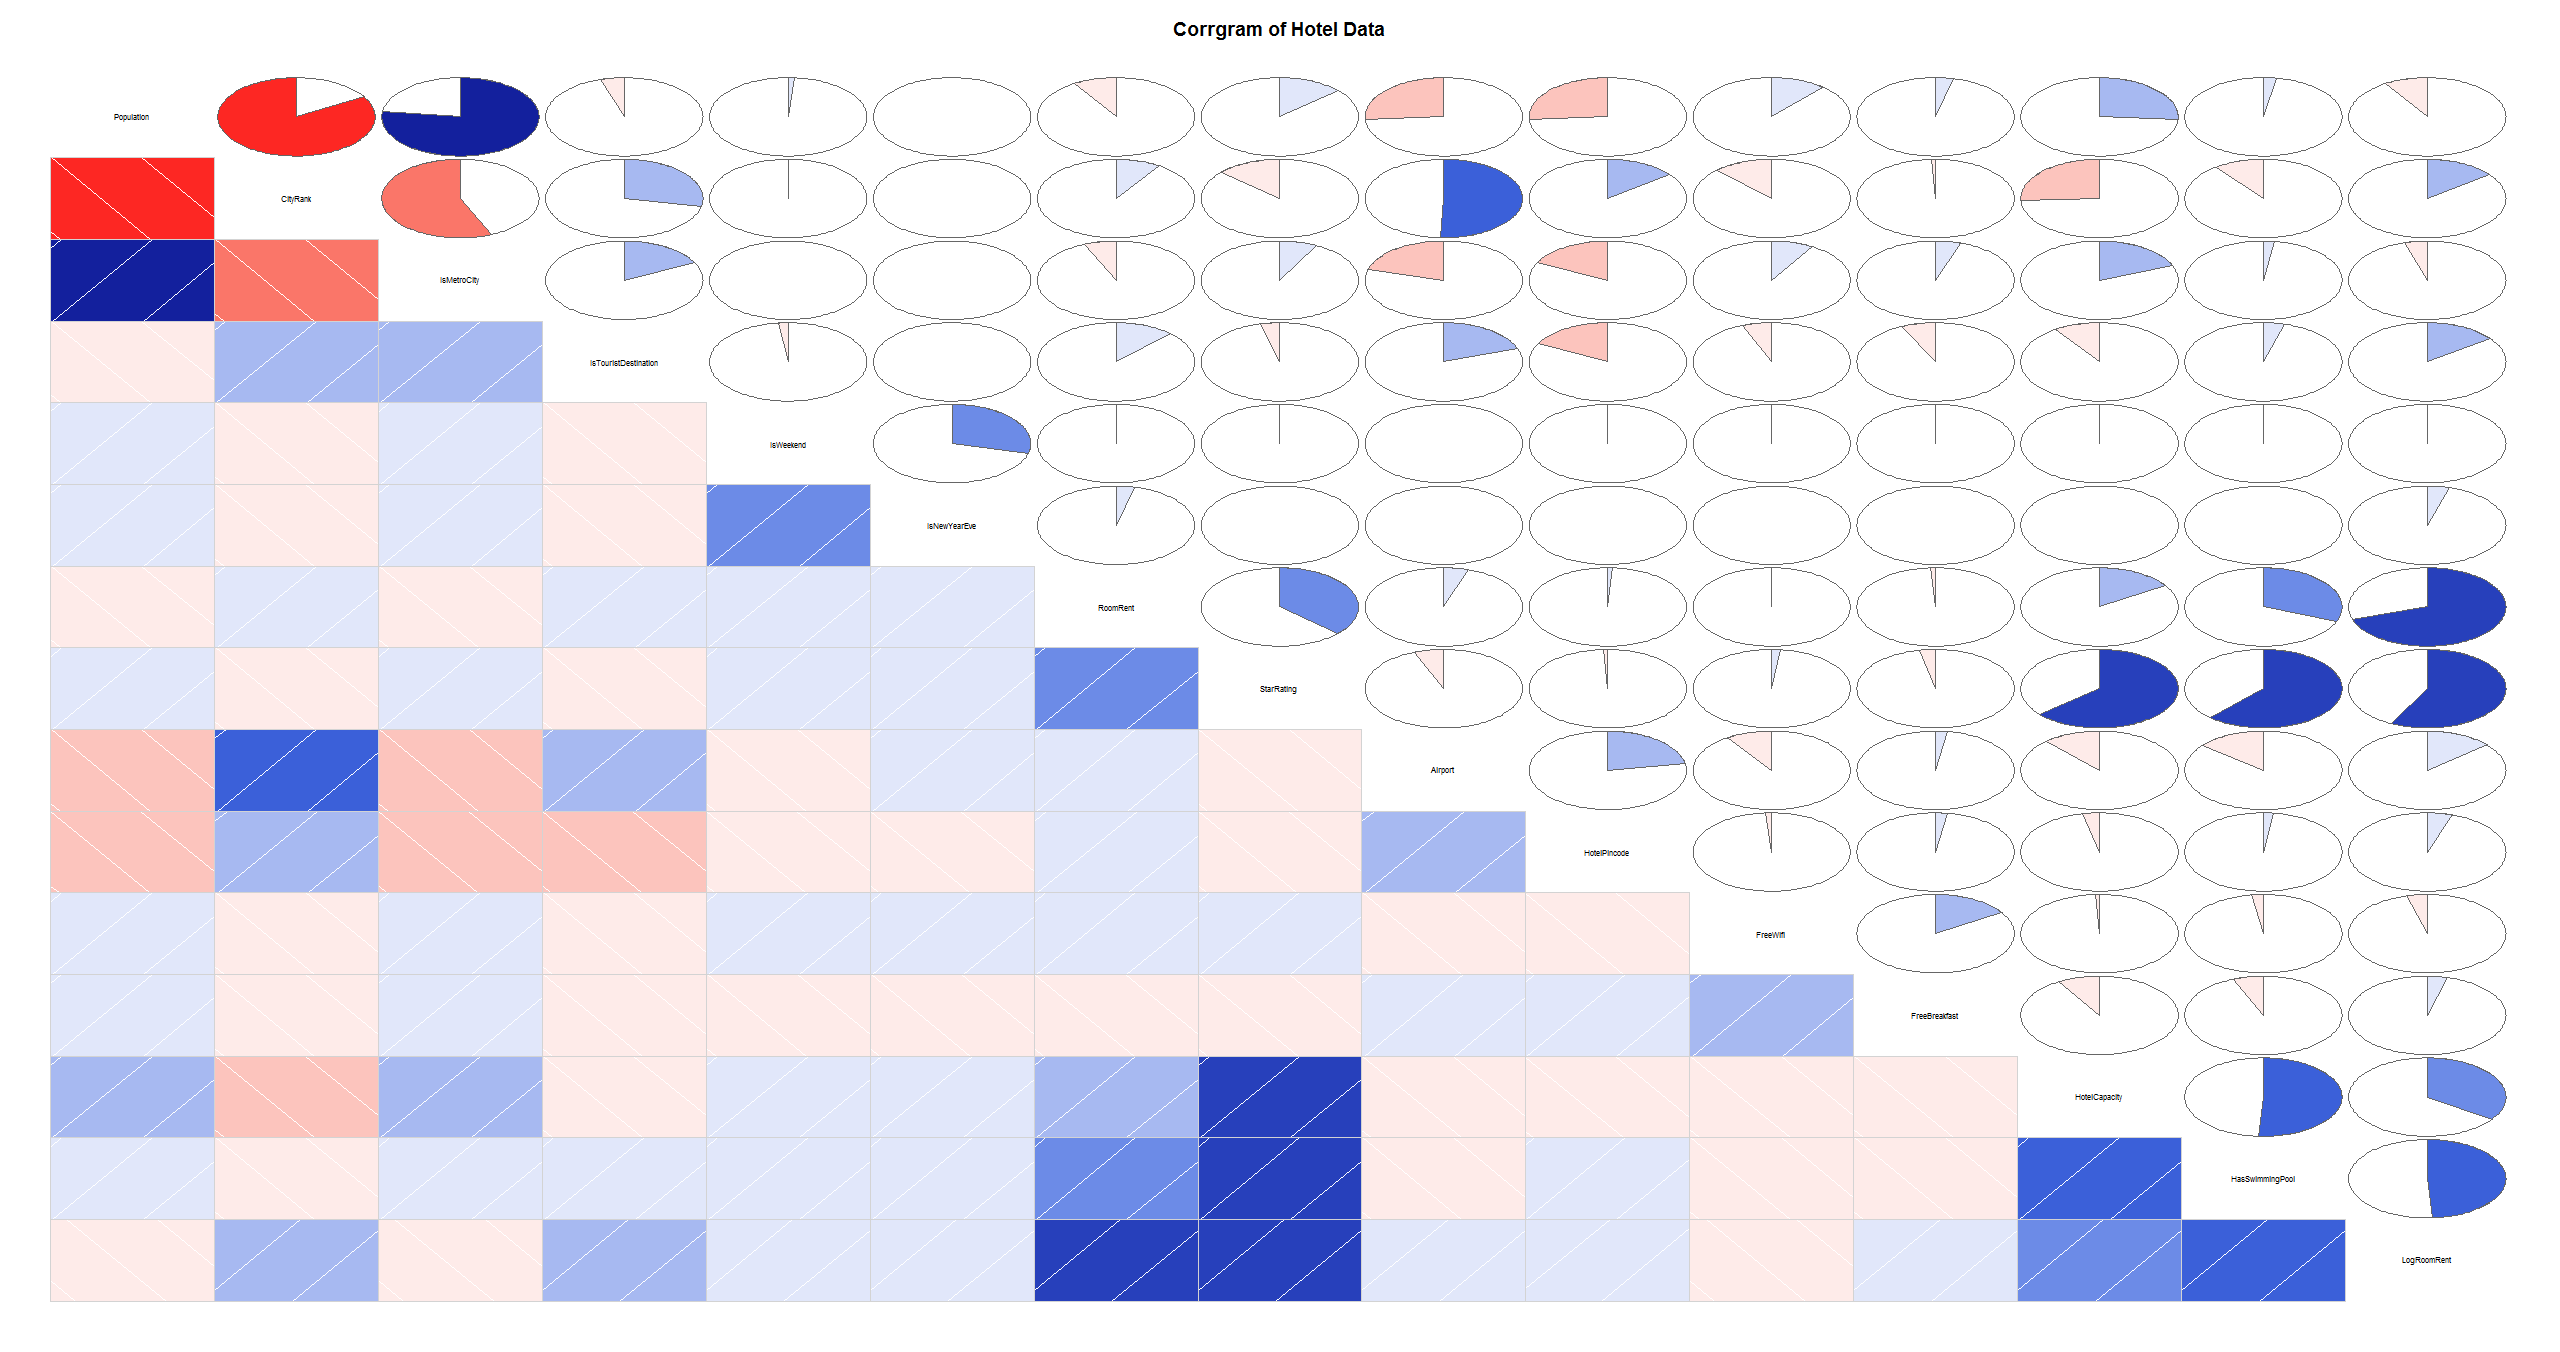 Corrgram of Hotel Data
Population
CityRank
IsMetroCity
IsTouristDestination
IsWeekend
IsNewYearEve
RoomRent
StarRating
Airport
HotelPincode
FreeWifi
FreeBreakfast
HotelCapacity
HasSwimmingPool
LogRoomRent